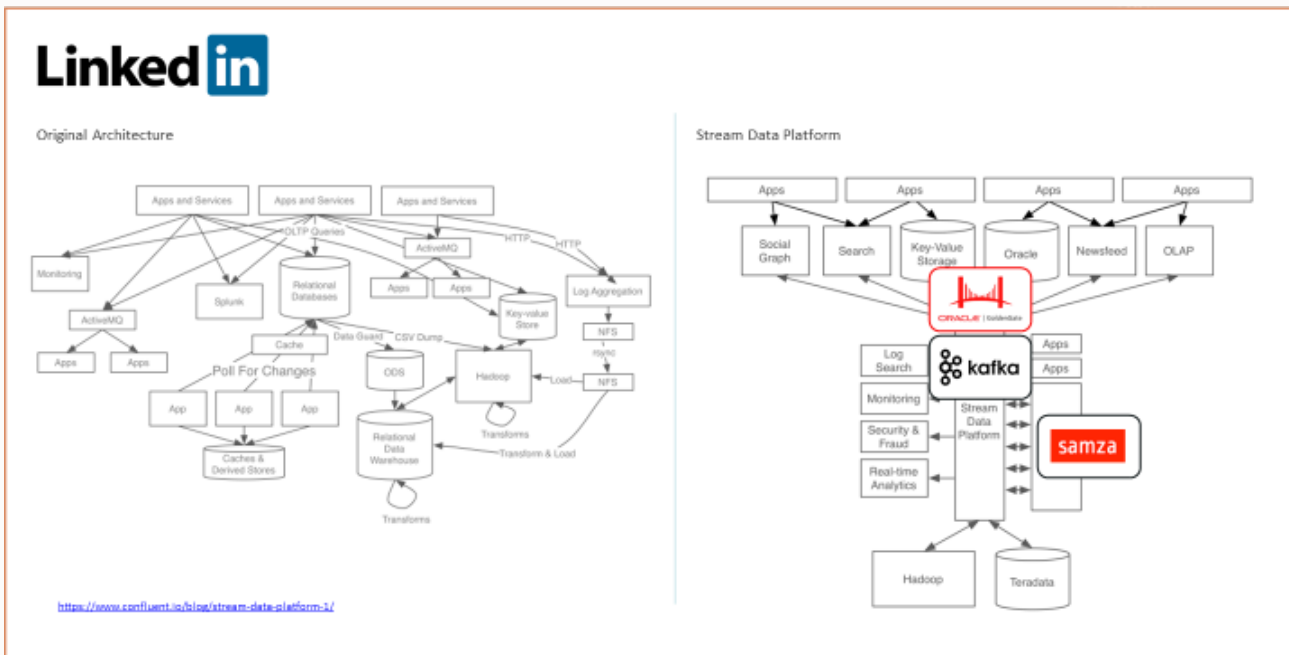 Linked in
Original Architecture
Apps and Services
Apps and Services
Apps and Services
OLTP Queries
HTTP
HTTP
ActiveMQ
Monitoring
Splunk
Relational
Databases
Apps
Apps
Log Aggregation
ActiveMQ
Key-value
Store
NFS
rsync
NFS
Apps
Apps
Cache
Data Guard
CSV Dump
Poll For Changes
ODS
Hadoop
Load
App
App
App
Transforms
Relational
Data
Warehouse
Transform & Load
Caches &
Derived Stores
Transforms
https://www.confluent.io/blog/stream-data-platform-1/
Stream Data Platform
Apps
Apps
Apps
Apps
Social
Graph
Search
Key-Value
Storage
Oracle
Newsfeed
OLAP
ORACLE | GoldenGate
Log
Search
kafka
Apps
Apps
Monitoring
Stream
Data
Platform
Security &
Fraud
samza
Real-time
Analytics
Hadoop
Teradata